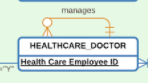 manages
HEALTHCARE_DOCTOR
Health Care Employee ID